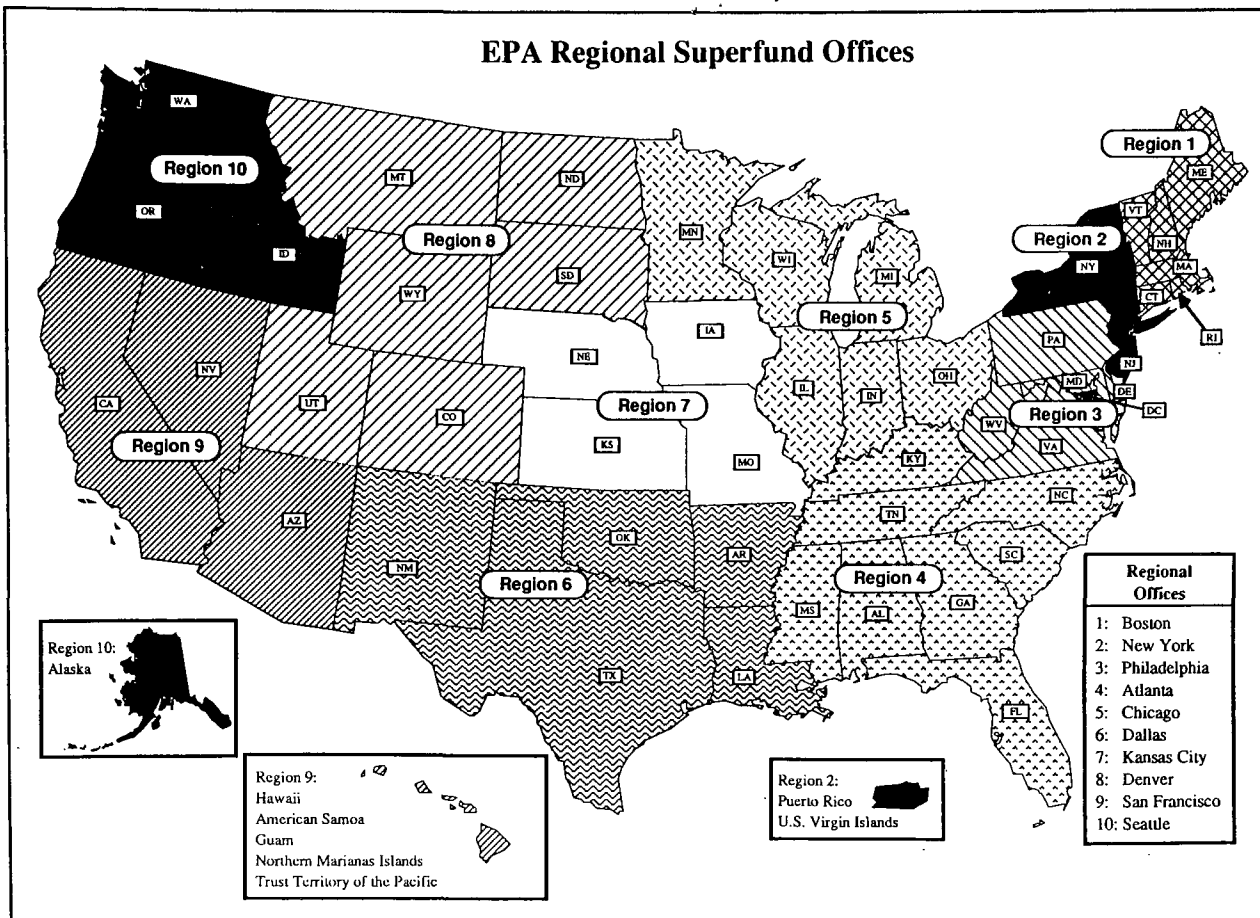 EPA Regional Superfund Offices
WA
Region 10
OR
ID
MT
ND
Region 8
SD
WY
MN
WI
MI
Region 5
Region 1
ME
VT
NH
MA
CT
RI
Region 2
NY
NJ
PA
MD
DE
DC
Region 3
WV
VA
IA
NE
Region 7
KS
MO
IL
IN
OH
KY
NV
CA
UT
CO
Region 9
AZ
NM
OK
AR
Region 6
TX
LA
TN
NC
SC
Region 4
MS
AL
GA
FL
Region 10:
Alaska
Region 9:
Hawaii
American Samoa
Guam
Northern Marianas Islands
Trust Territory of the Pacific
Region 2:
Puerto Rico
U.S. Virgin Islands
Regional
Offices
1: Boston
2: New York
3: Philadelphia
4: Atlanta
5: Chicago
6: Dallas
7: Kansas City
8: Denver
9: San Francisco
10: Seattle